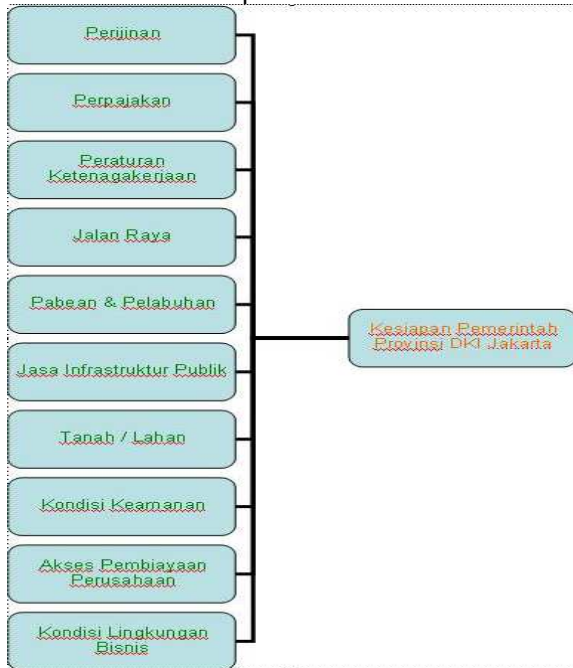 Perijinan
Perpajakan
Peraturan
Ketenagakerjaan
Jalan Raya
Pabean & Pelabuhan
Jasa Infrastruktur Publik
Tanah / Lahan
Kondisi Keamanan
Akses Pembiayaan
Perusahaan
Kondisi Lingkungan
Bisnis
Kesiapan Pemerintah
Provinsi DKI Jakarta